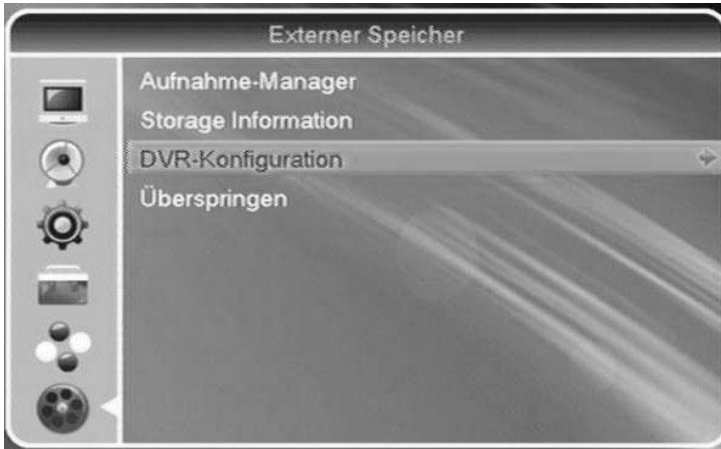 Externer Speicher
Aufnahme-Manager
Storage Information
DVR-Konfiguration
Überspringen